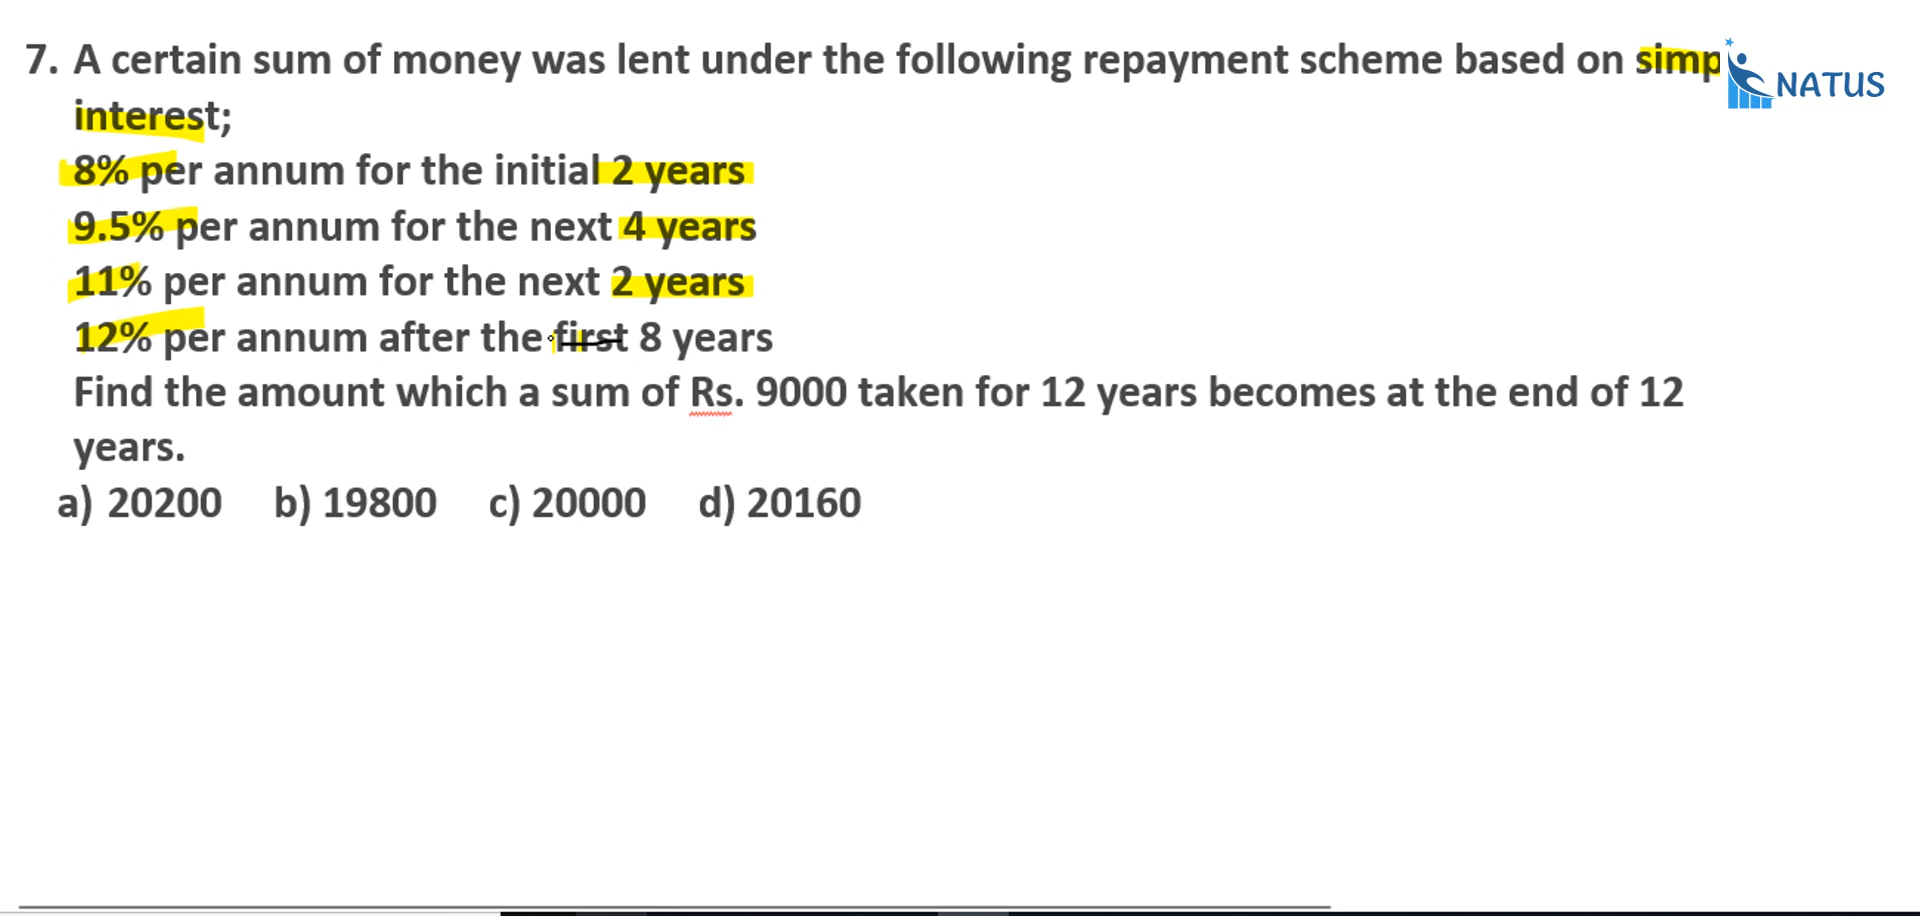 7. A certain sum of money was lent under the following repayment scheme based on simp
NATUS
interest;
8% per annum for the initial 2 years
9.5% per annum for the next 4 years
11% per annum for the next 2 years
12% per annum after the first 8 years
Find the amount which a sum of Rs. 9000 taken for 12 years becomes at the end of 12
years.
a) 20200 b) 19800 c) 20000 d) 20160